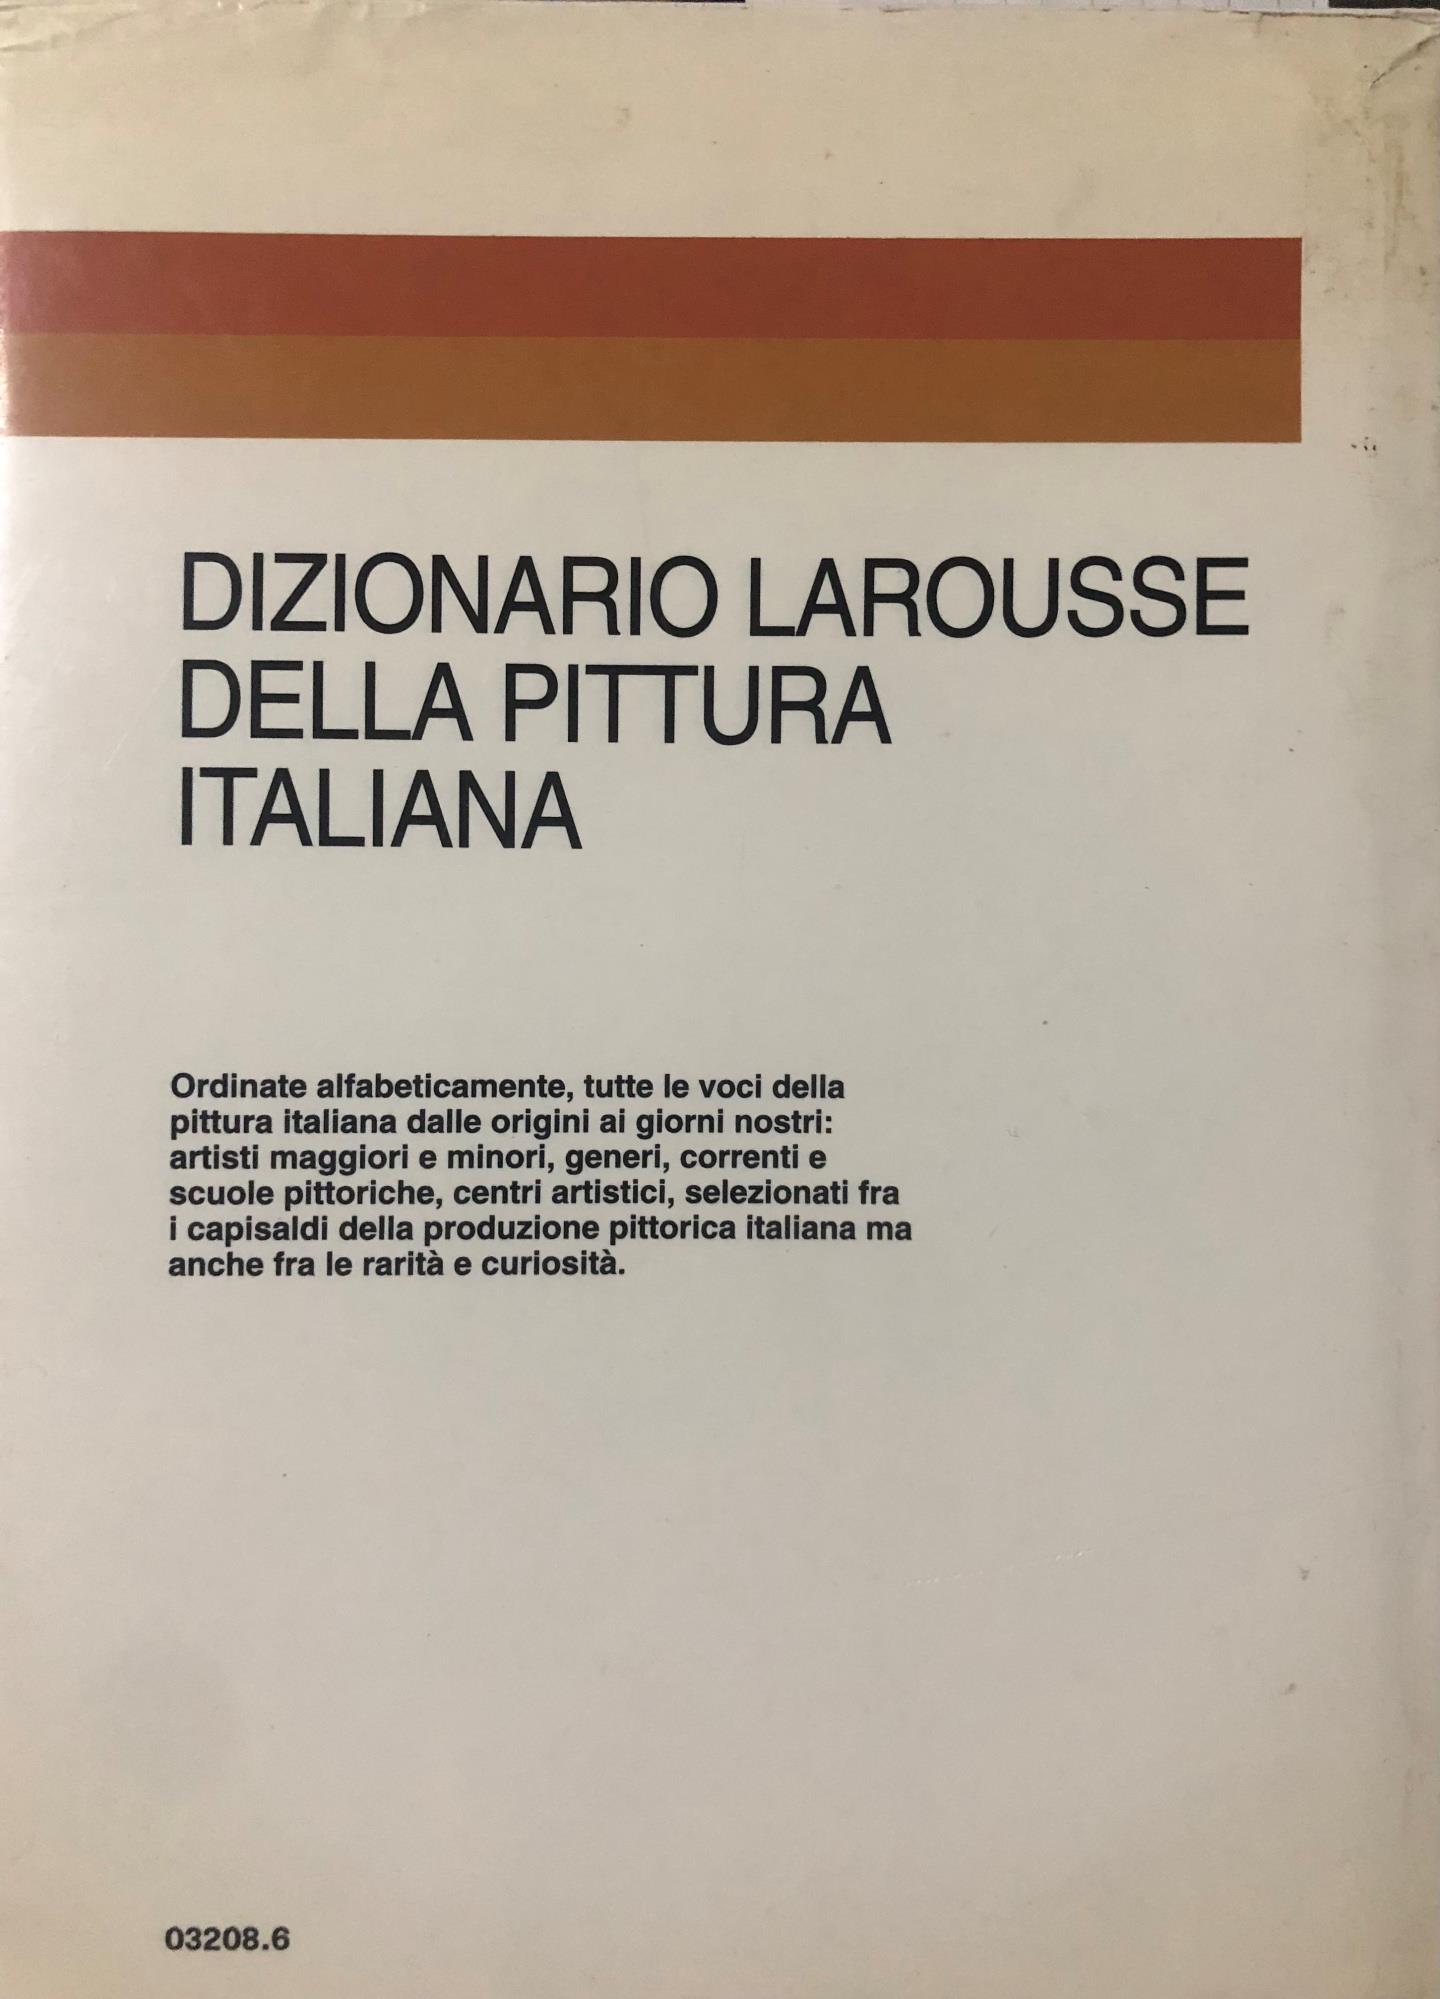 DIZIONARIO LAROUSSE
DELLA PITTURA
ITALIANA
Ordinate alfabeticamente, tutte le voci della
pittura italiana dalle origini ai giorni nostri:
artisti maggiori e minori, generi, correnti e
scuole pittoriche, centri artistici, selezionati fra
i capisaldi della produzione pittorica italiana ma
anche fra le rarità e curiosità.
03208.6